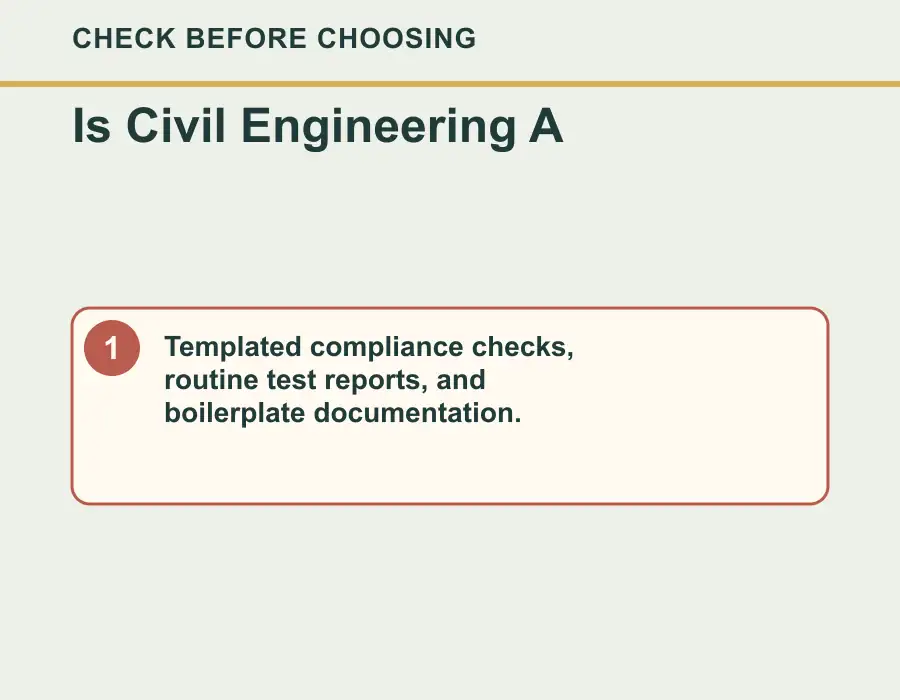 CHECK BEFORE CHOOSING
Is Civil Engineering A
1
Templated compliance checks,
routine test reports, and
boilerplate documentation.